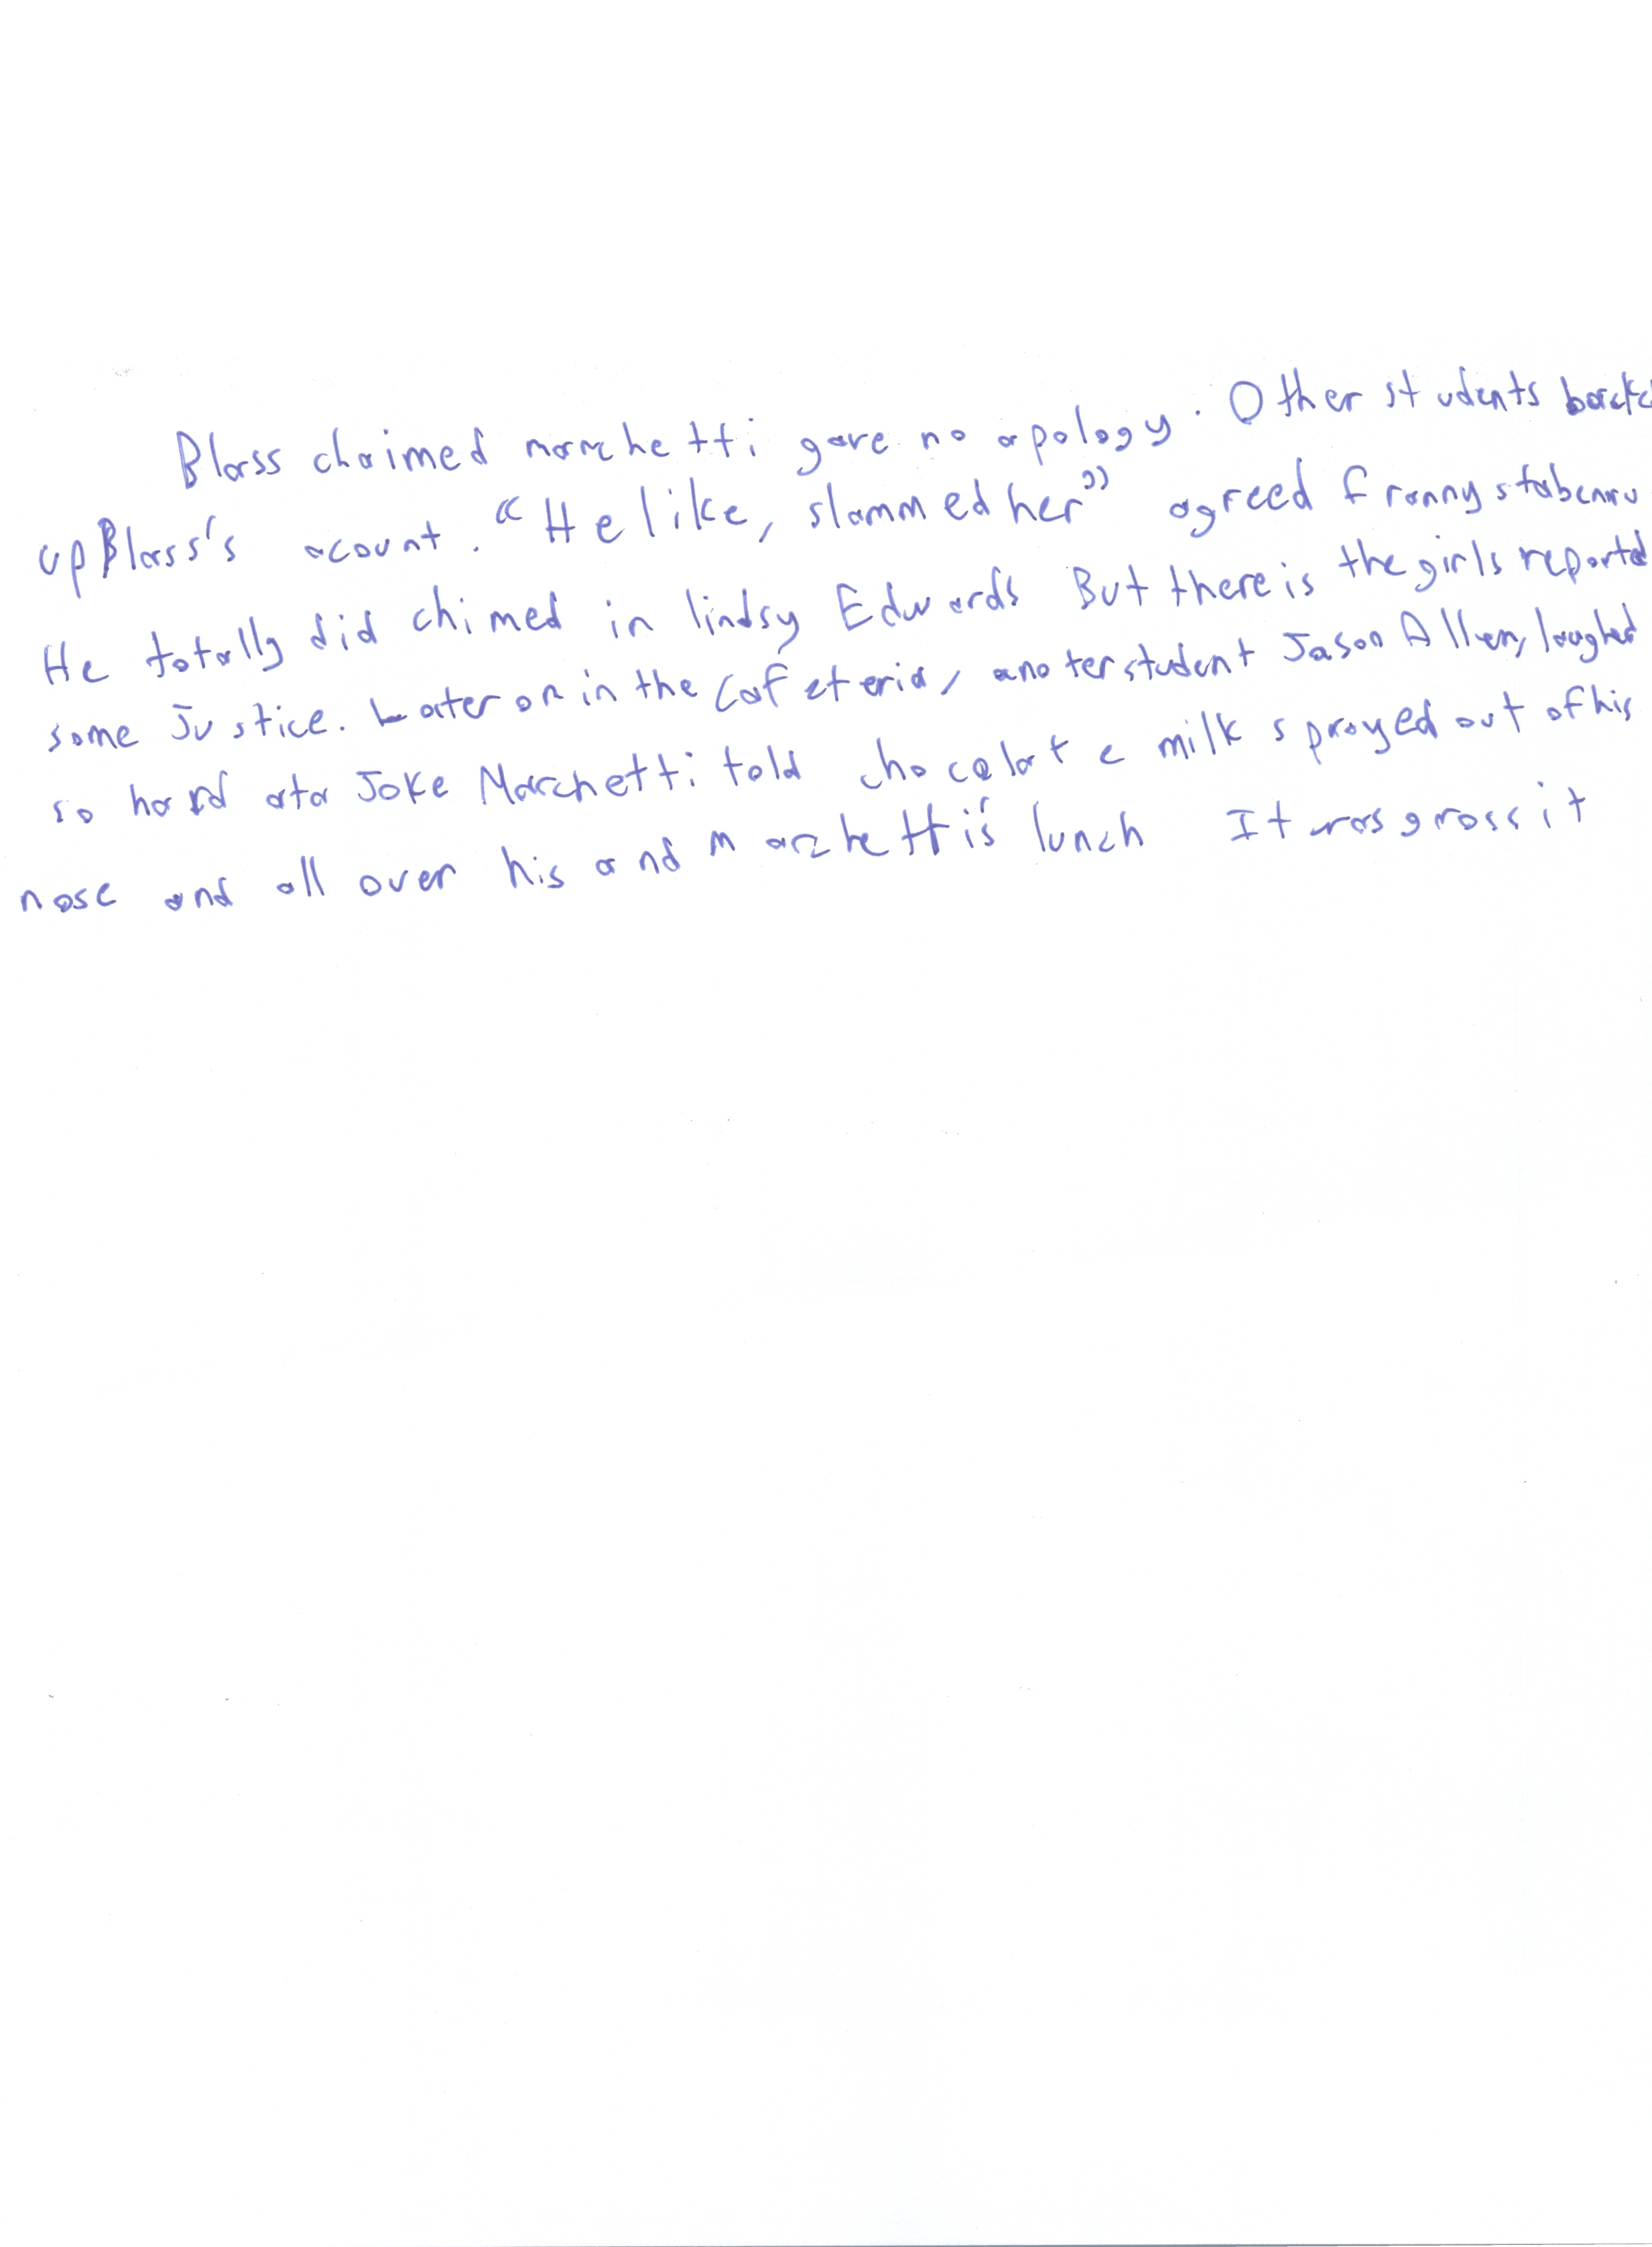 Blass claimed marchetti gave no apology. Other students
up Blass's acount. "He like, slammed her" agreed franny
He totally did chimed in lindsy Edwards But there is the girls reported
some Justice. Later on in the cafeteria, anoter student Jason Allen, laughed
so hard at a Joke Marchetti told chocolate milk sprayed out of his
nose and all over his and marchetti's lunch It was gross it